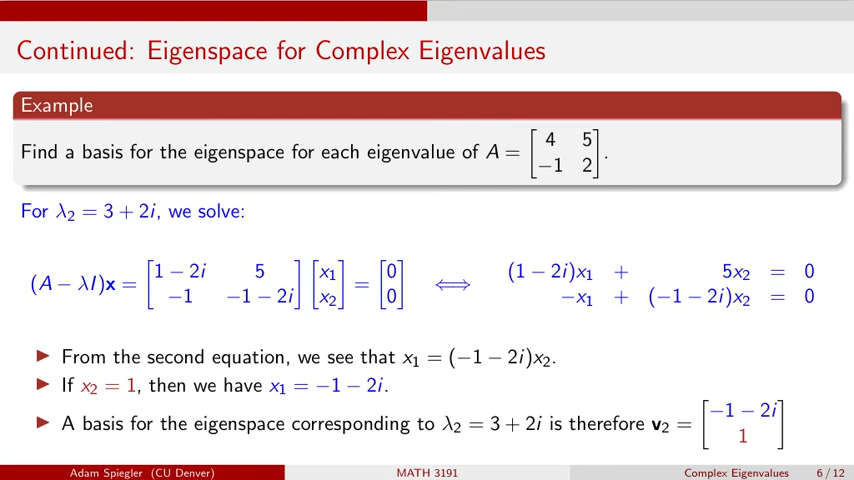 Continued: Eigenspace for Complex Eigenvalues
Example
Find a basis for the eigenspace for each eigenvalue of A = [4 5; −1 2].
For λ₂ = 3 + 2i, we solve:
(A − λI)x = [1 − 2i 5; −1 −1 − 2i] [x₁; x₂] = [0; 0] ⟺ (1 − 2i)x₁ + 5x₂ = 0
−x₁ + (−1 − 2i)x₂ = 0
▶ From the second equation, we see that x₁ = (−1 − 2i)x₂.
▶ If x₂ = 1, then we have x₁ = −1 − 2i.
▶ A basis for the eigenspace corresponding to λ₂ = 3 + 2i is therefore v₂ = [−1 − 2i; 1]
Adam Spiegler (CU Denver) MATH 3191 Complex Eigenvalues 6 / 12